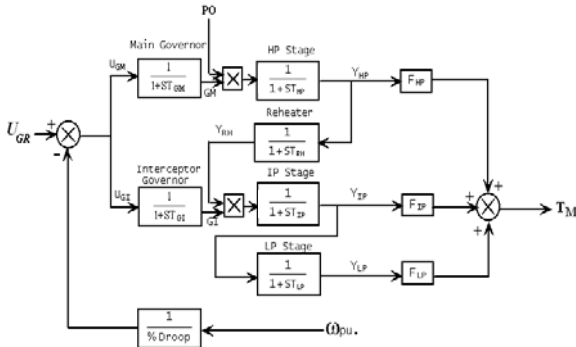 PO
Main Governor
HP Stage
U_GM
1
1+ST_GM
GM
×
1
1+ST_HP
Y_HP
F_HP
Reheater
Y_RH
1
1+ST_RH
U_GR
+
×
-
Interceptor
Governor
IP Stage
U_GI
1
1+ST_GI
GI
×
1
1+ST_IP
Y_IP
F_IP
+
+
×
+
T_M
LP Stage
1
1+ST_LP
Y_LP
F_LP
1
% Droop
ωpu.